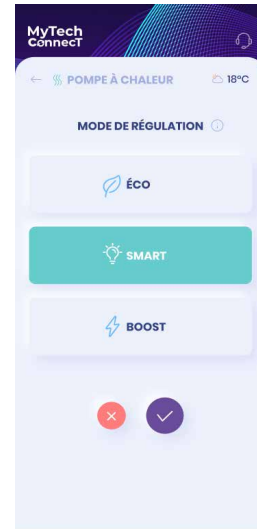 MyTech
ConnecT
POMPE À CHALEUR 18°C
MODE DE RÉGULATION
ÉCO
SMART
BOOST